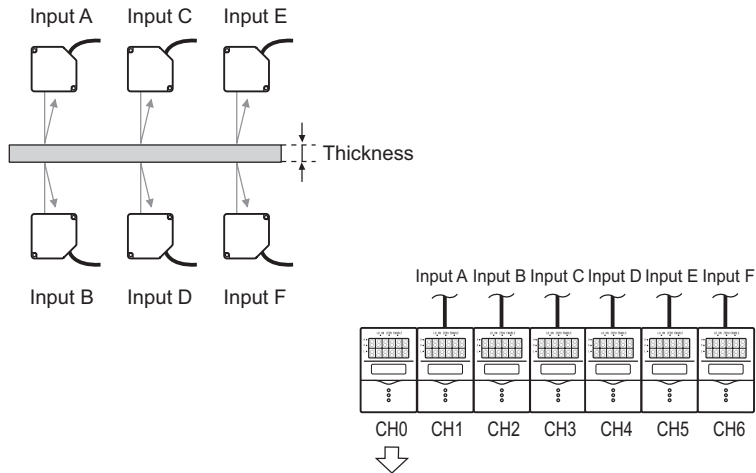 Input A Input C Input E
Thickness
Input B Input D Input F
Input A Input B Input C Input D Input E Input F
CH0 CH1 CH2 CH3 CH4 CH5 CH6